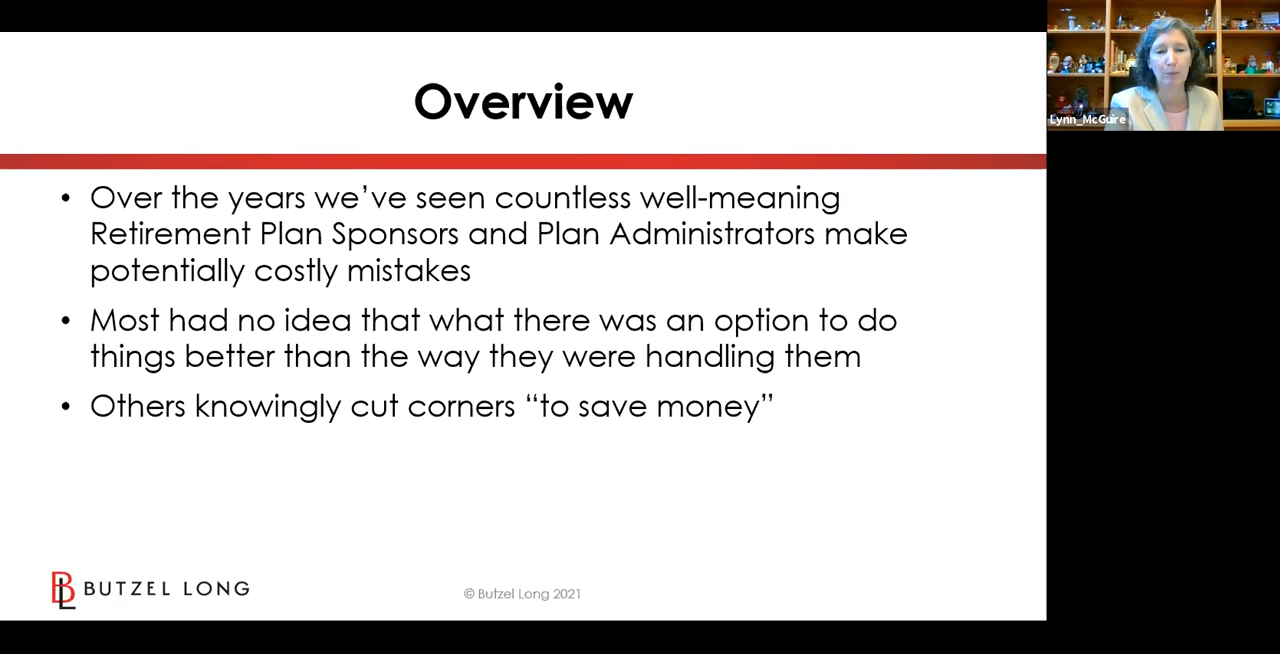 Overview
• Over the years we’ve seen countless well-meaning
Retirement Plan Sponsors and Plan Administrators make
potentially costly mistakes
• Most had no idea that what there was an option to do
things better than the way they were handling them
• Others knowingly cut corners “to save money”
BL BUTZEL LONG
© Butzel Long 2021
Lynn_McGuire